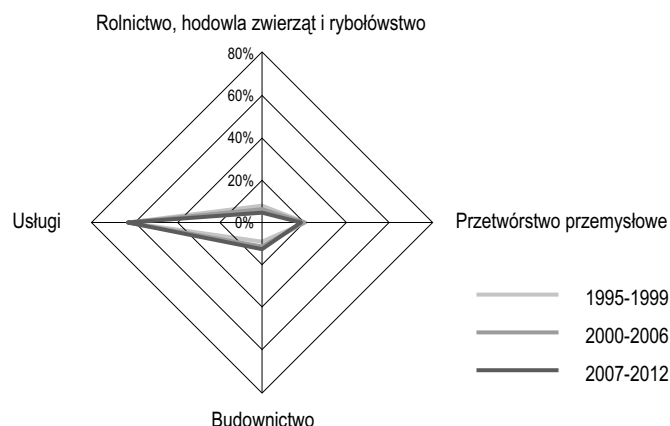 Rolnictwo, hodowla zwierząt i rybołówstwo
80%
60%
40%
20%
0%
Usługi
Przetwórstwo przemysłowe
1995-1999
2000-2006
2007-2012
Budownictwo